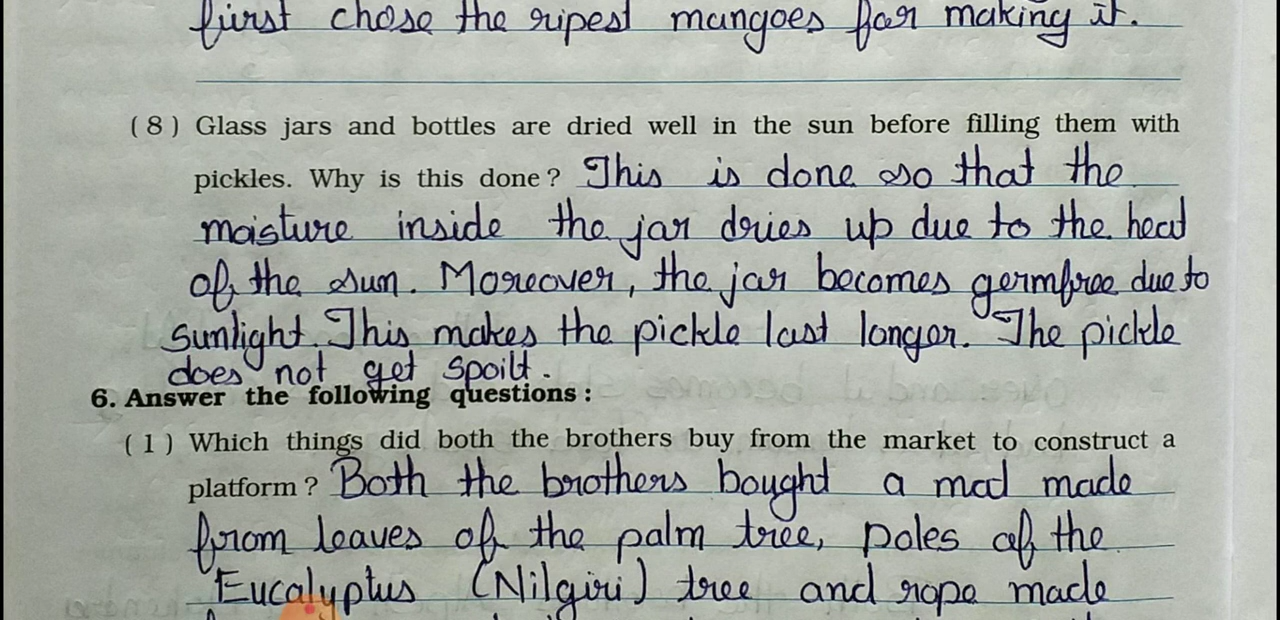 first chose the ripest mangoes for making it.
( 8 ) Glass jars and bottles are dried well in the sun before filling them with
pickles. Why is this done ? This is done so that the
moisture inside the jar dries up due to the heat
of the sun. Moreover, the jar becomes germfree due to
sunlight. This makes the pickle last longer. The pickle
does not get spoilt.
6. Answer the following questions :
( 1 ) Which things did both the brothers buy from the market to construct a
platform ? Both the brothers bought a mat made
from leaves of the palm tree, poles of the
Eucalyptus (Nilgiri) tree and rope made